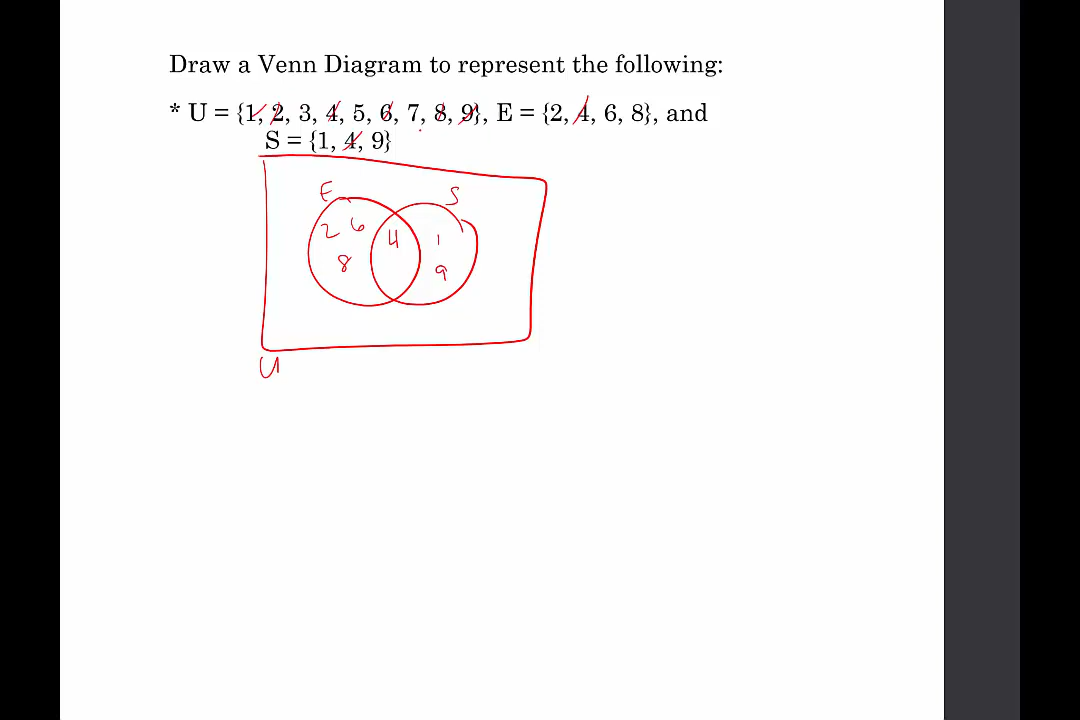 Draw a Venn Diagram to represent the following:
* U = {1, 2, 3, 4, 5, 6, 7, 8, 9}, E = {2, 4, 6, 8}, and
S = {1, 4, 9}
E S
2 6 4 1
8 9
U